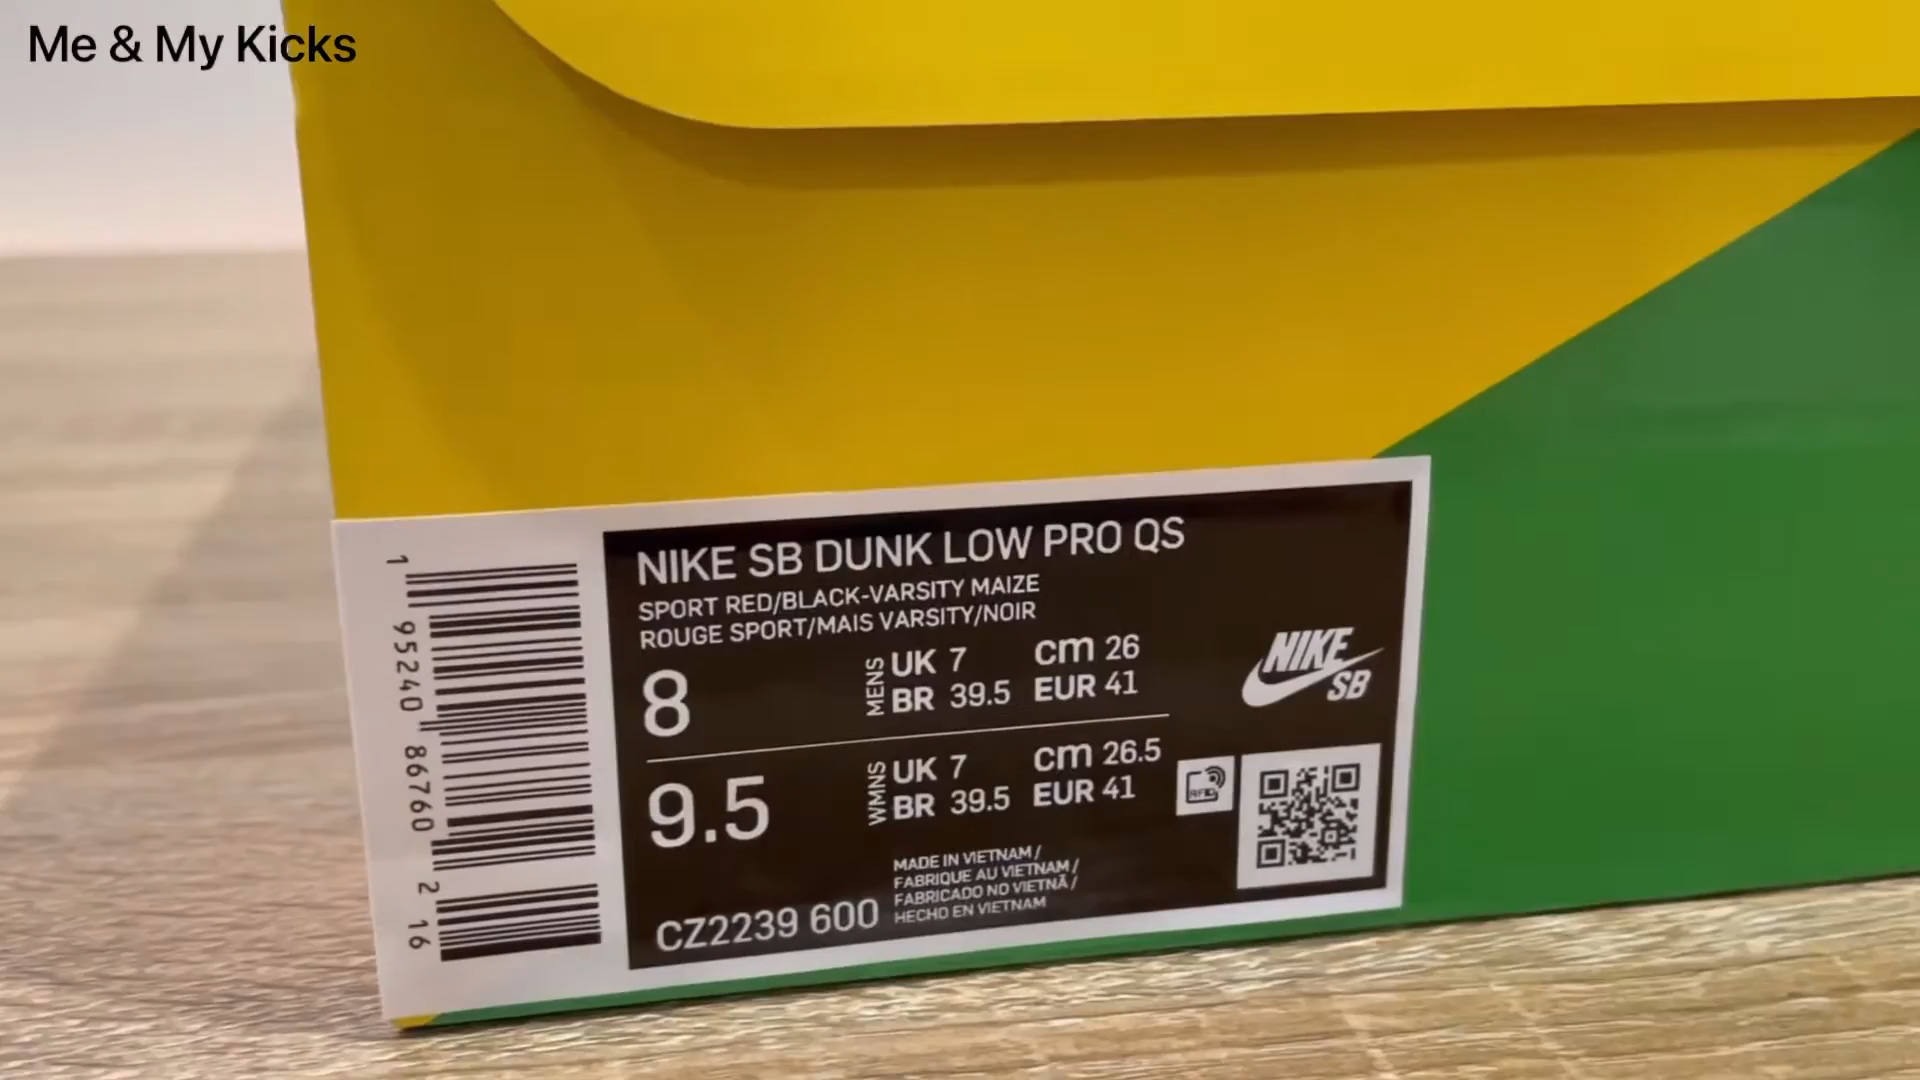 Me & My Kicks
NIKE SB DUNK LOW PRO QS
SPORT RED/BLACK-VARSITY MAIZE
ROUGE SPORT/MAIS VARSITY/NOIR
8 MENS UK 7 cm 26
BR 39.5 EUR 41
9.5 WMNS UK 7 cm 26.5
BR 39.5 EUR 41
NIKE
SB
RFID
MADE IN VIETNAM /
FABRIQUE AU VIETNAM /
FABRICADO NO VIETNÃ /
HECHO EN VIETNAM
CZ2239 600
1 95240 86760 2 16